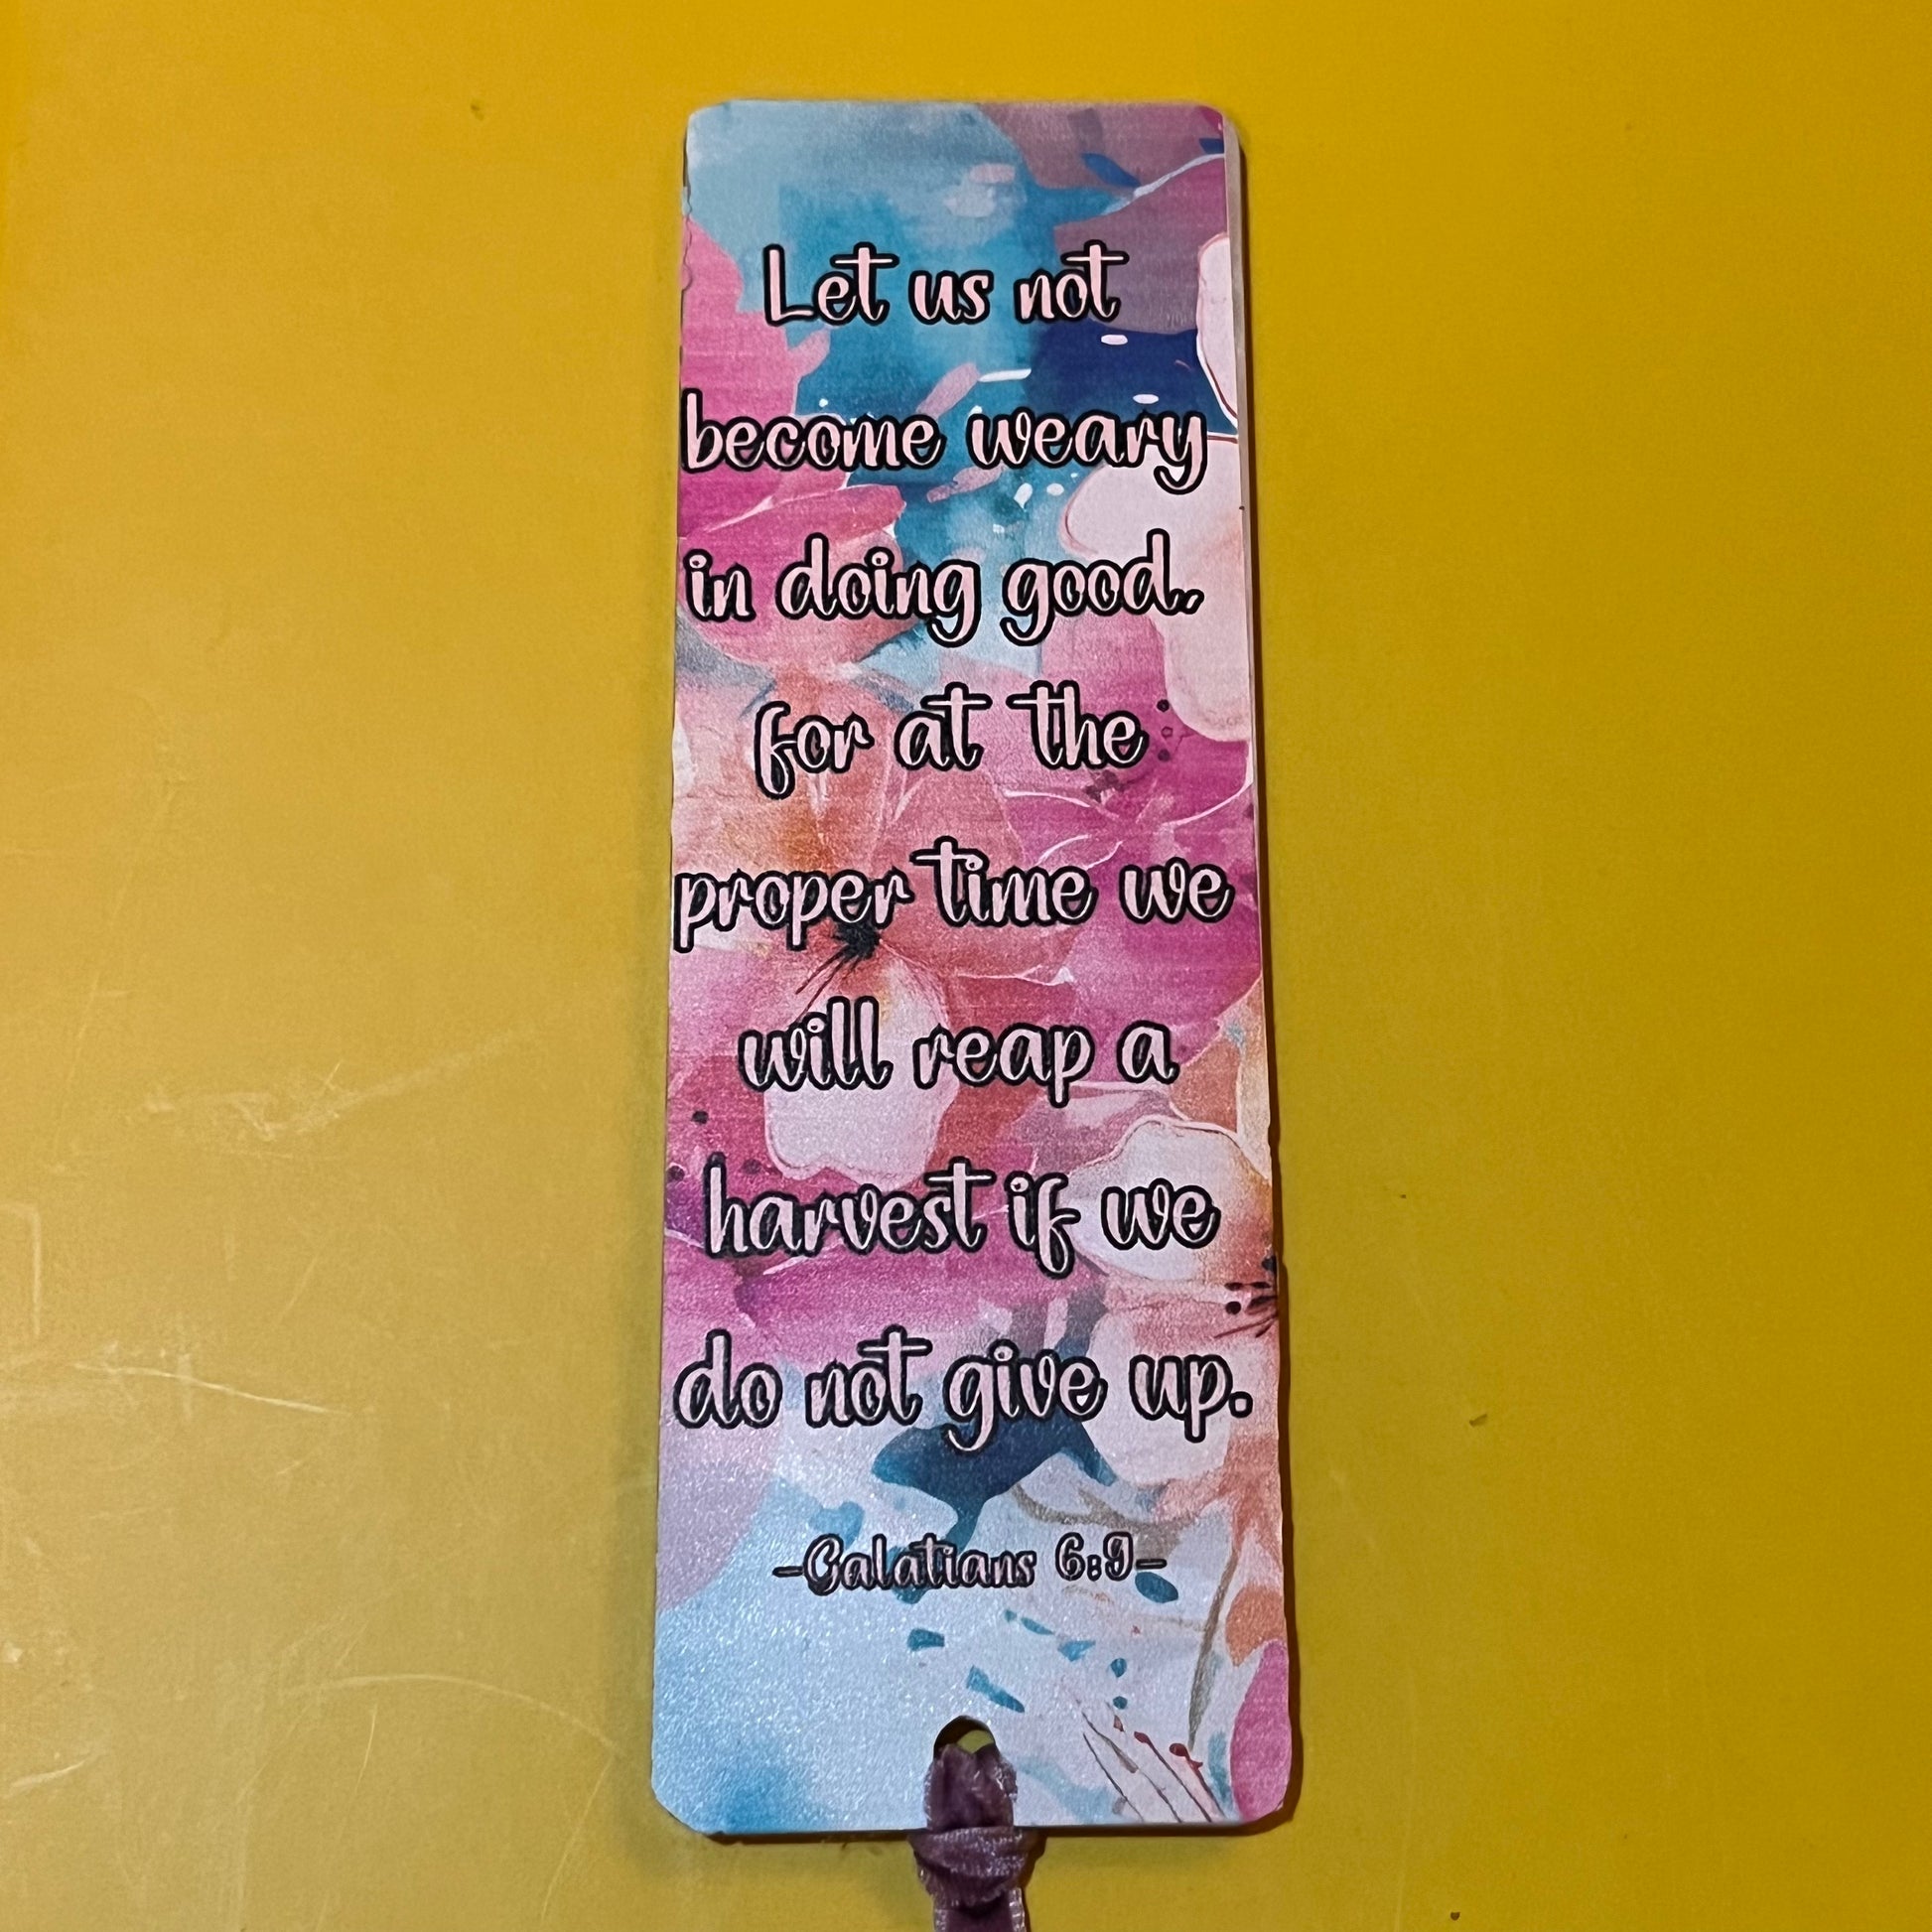 Let us not
become weary
in doing good,
for at the
proper time we
will reap a
harvest if we
do not give up.
-Galatians 6:9-